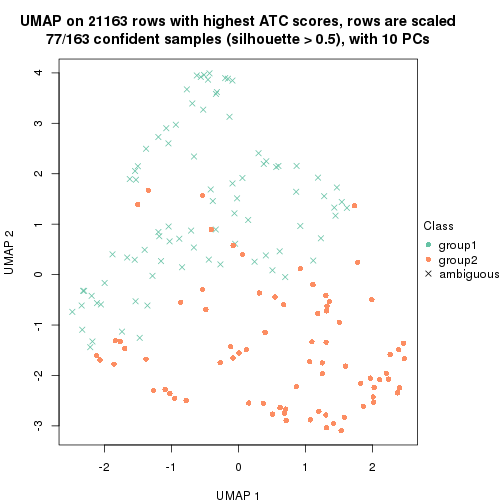 UMAP on 21163 rows with highest ATC scores, rows are scaled
77/163 confident samples (silhouette > 0.5), with 10 PCs
4
3
2
1
0
-1
-2
-3
UMAP 2
-2
-1
0
1
2
UMAP 1
Class
group1
group2
ambiguous